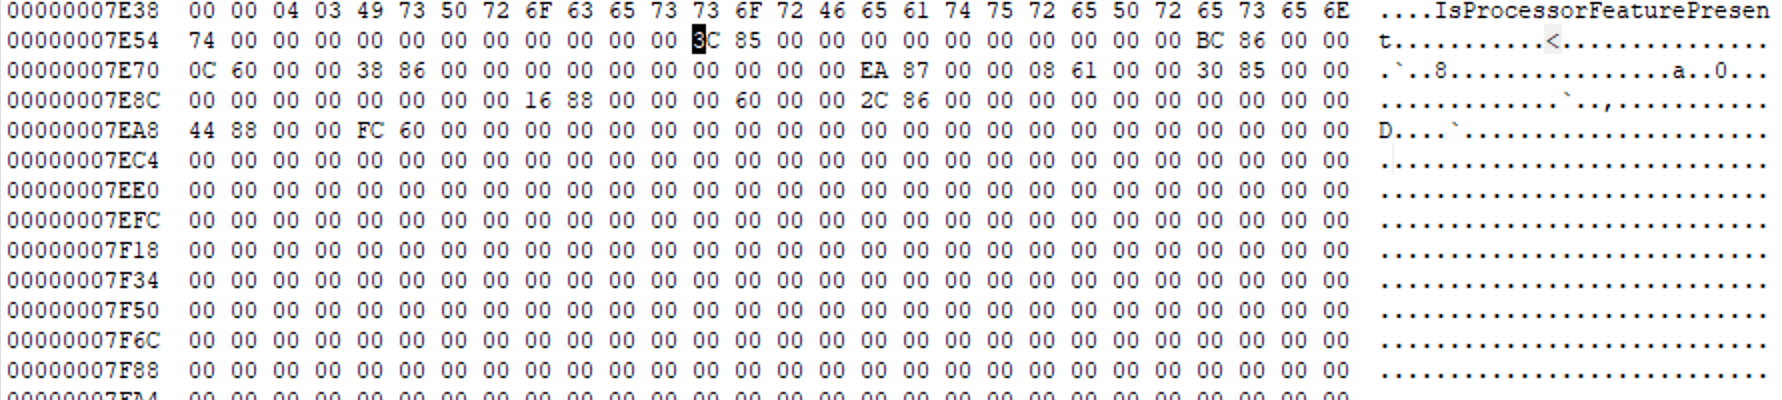 00000007E38 00 00 04 03 49 73 50 72 6F 63 65 73 73 6F 72 46 65 61 74 75 72 65 50 72 65 73 65 6E ....IsProcessorFeaturePresen
00000007E54 74 00 00 00 00 00 00 00 00 00 00 00 3C 85 00 00 00 00 00 00 00 00 00 00 BC 86 00 00 t...........<...............
00000007E70 0C 60 00 00 38 86 00 00 00 00 00 00 00 00 00 00 EA 87 00 00 08 61 00 00 30 85 00 00 .`..8................a..0...
00000007E8C 00 00 00 00 00 00 00 00 16 88 00 00 00 60 00 00 2C 86 00 00 00 00 00 00 00 00 00 00 .............`..,...........
00000007EA8 44 88 00 00 FC 60 00 00 00 00 00 00 00 00 00 00 00 00 00 00 00 00 00 00 00 00 00 00 D....`......................
00000007EC4 00 00 00 00 00 00 00 00 00 00 00 00 00 00 00 00 00 00 00 00 00 00 00 00 00 00 00 00 ............................
00000007EE0 00 00 00 00 00 00 00 00 00 00 00 00 00 00 00 00 00 00 00 00 00 00 00 00 00 00 00 00 ............................
00000007EFC 00 00 00 00 00 00 00 00 00 00 00 00 00 00 00 00 00 00 00 00 00 00 00 00 00 00 00 00 ............................
00000007F18 00 00 00 00 00 00 00 00 00 00 00 00 00 00 00 00 00 00 00 00 00 00 00 00 00 00 00 00 ............................
00000007F34 00 00 00 00 00 00 00 00 00 00 00 00 00 00 00 00 00 00 00 00 00 00 00 00 00 00 00 00 ............................
00000007F50 00 00 00 00 00 00 00 00 00 00 00 00 00 00 00 00 00 00 00 00 00 00 00 00 00 00 00 00 ............................
00000007F6C 00 00 00 00 00 00 00 00 00 00 00 00 00 00 00 00 00 00 00 00 00 00 00 00 00 00 00 00 ............................
00000007F88 00 00 00 00 00 00 00 00 00 00 00 00 00 00 00 00 00 00 00 00 00 00 00 00 00 00 00 00 ............................